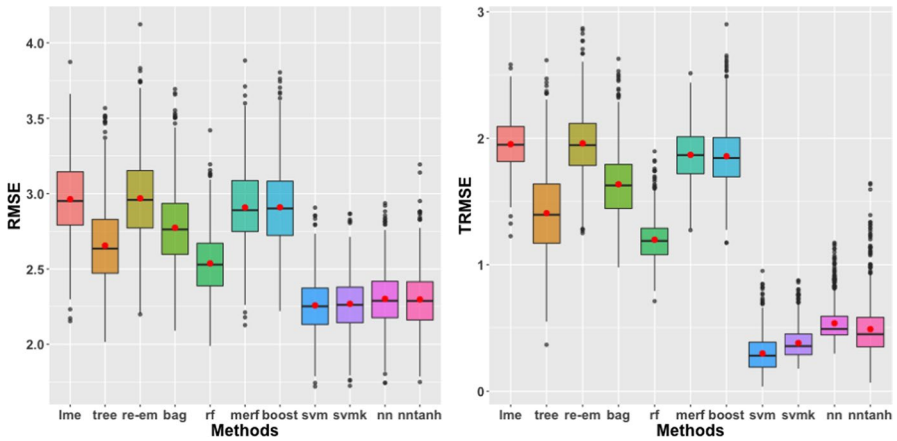 RMSE
4.0
3.5
3.0
2.5
2.0
lme tree re-em bag rf merf boost svm svmk nn nntanh
Methods
TRMSE
3
2
1
0
lme tree re-em bag rf merf boost svm svmk nn nntanh
Methods